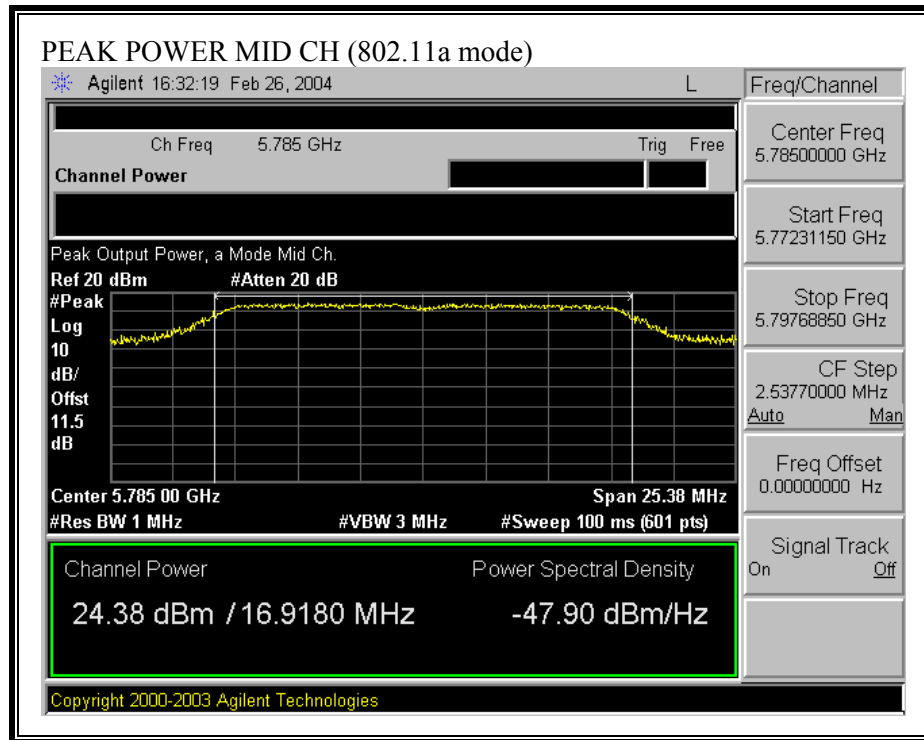 PEAK POWER MID CH (802.11a mode)
Agilent 16:32:19 Feb 26, 2004 L
Freq/Channel
Ch Freq 5.785 GHz Trig Free
Channel Power
Center Freq
5.78500000 GHz
Start Freq
5.77231150 GHz
Stop Freq
5.79768850 GHz
CF Step
2.53770000 MHz
Auto Man
Freq Offset
0.00000000 Hz
Signal Track
On Off
Peak Output Power, a Mode Mid Ch.
Ref 20 dBm #Atten 20 dB
#Peak
Log
10
dB/
Offst
11.5
dB
Center 5.785 00 GHz Span 25.38 MHz
#Res BW 1 MHz #VBW 3 MHz #Sweep 100 ms (601 pts)
Channel Power Power Spectral Density
24.38 dBm / 16.9180 MHz -47.90 dBm/Hz
Copyright 2000-2003 Agilent Technologies